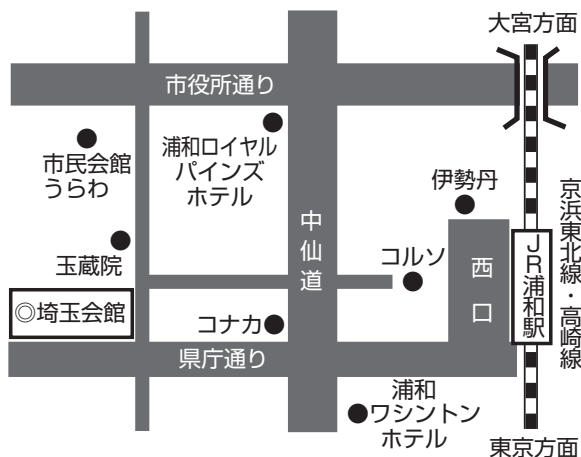 大宮方面
市役所通り
市民会館
うらわ
浦和ロイヤル
パインズ
ホテル
伊勢丹
京浜東北線・高崎線
中仙道
玉蔵院
コルソ
西口
JR浦和駅
◎埼玉会館
コナカ
県庁通り
浦和
ワシントン
ホテル
東京方面